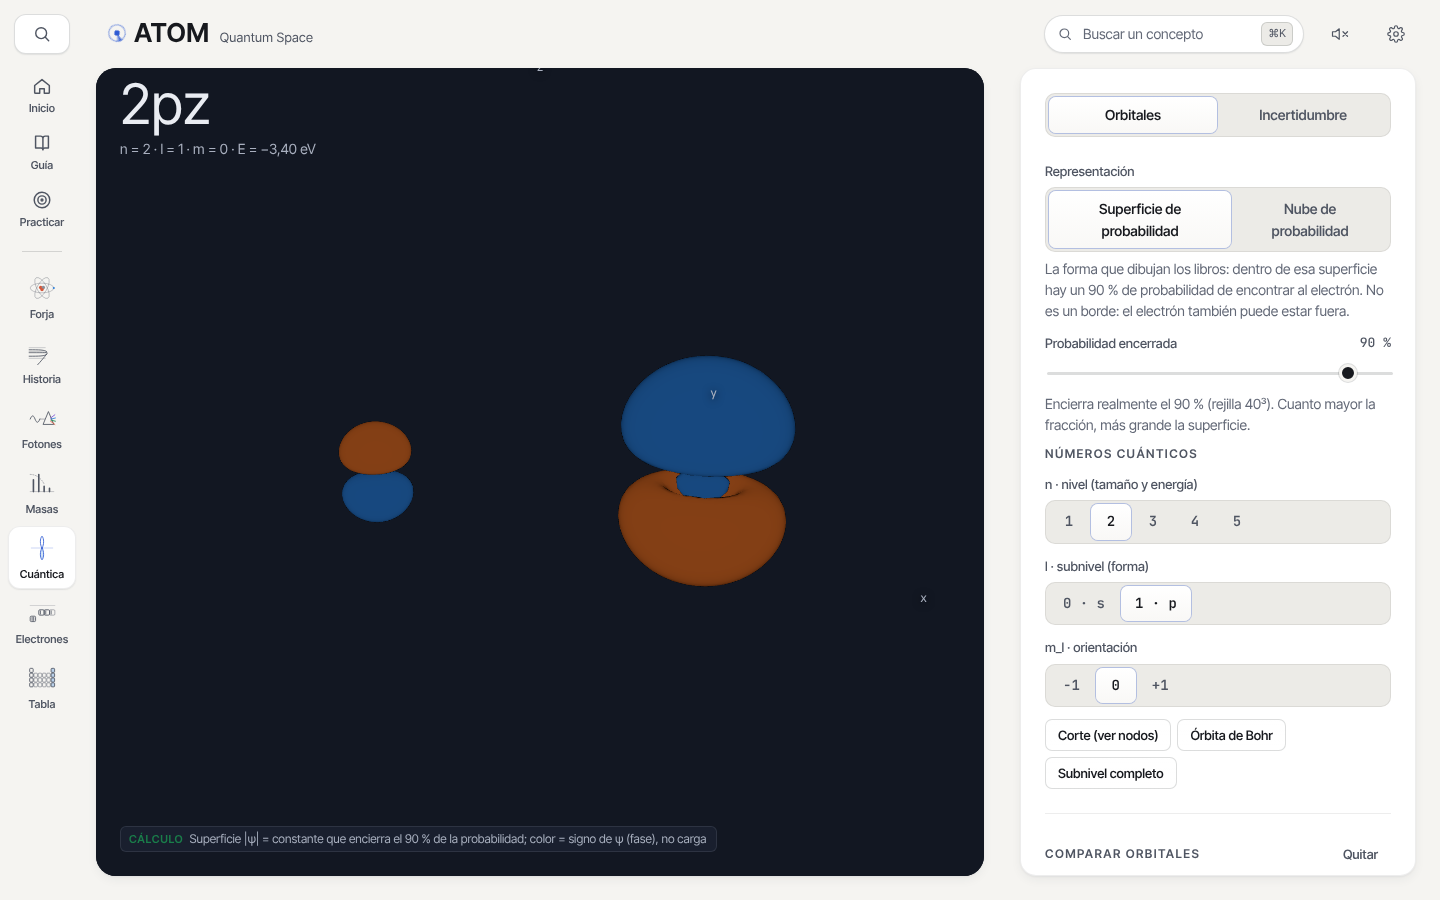 ATOM Quantum Space
Buscar un concepto ⌘K
Inicio
Guía
Practicar
Forja
Historia
Fotones
Masas
Cuántica
Electrones
Tabla
z
2pz
n = 2 · l = 1 · m = 0 · E = −3,40 eV
y
x
CÁLCULO Superficie |ψ| = constante que encierra el 90 % de la probabilidad; color = signo de ψ (fase), no carga
Orbitales Incertidumbre
Representación
Superficie de
probabilidad
Nube de
probabilidad
La forma que dibujan los libros: dentro de esa superficie
hay un 90 % de probabilidad de encontrar al electrón. No
es un borde: el electrón también puede estar fuera.
Probabilidad encerrada 90 %
Encierra realmente el 90 % (rejilla 40³). Cuanto mayor la
fracción, más grande la superficie.
NÚMEROS CUÁNTICOS
n · nivel (tamaño y energía)
1 2 3 4 5
l · subnivel (forma)
0 · s 1 · p
m_l · orientación
-1 0 +1
Corte (ver nodos) Órbita de Bohr
Subnivel completo
COMPARAR ORBITALES Quitar